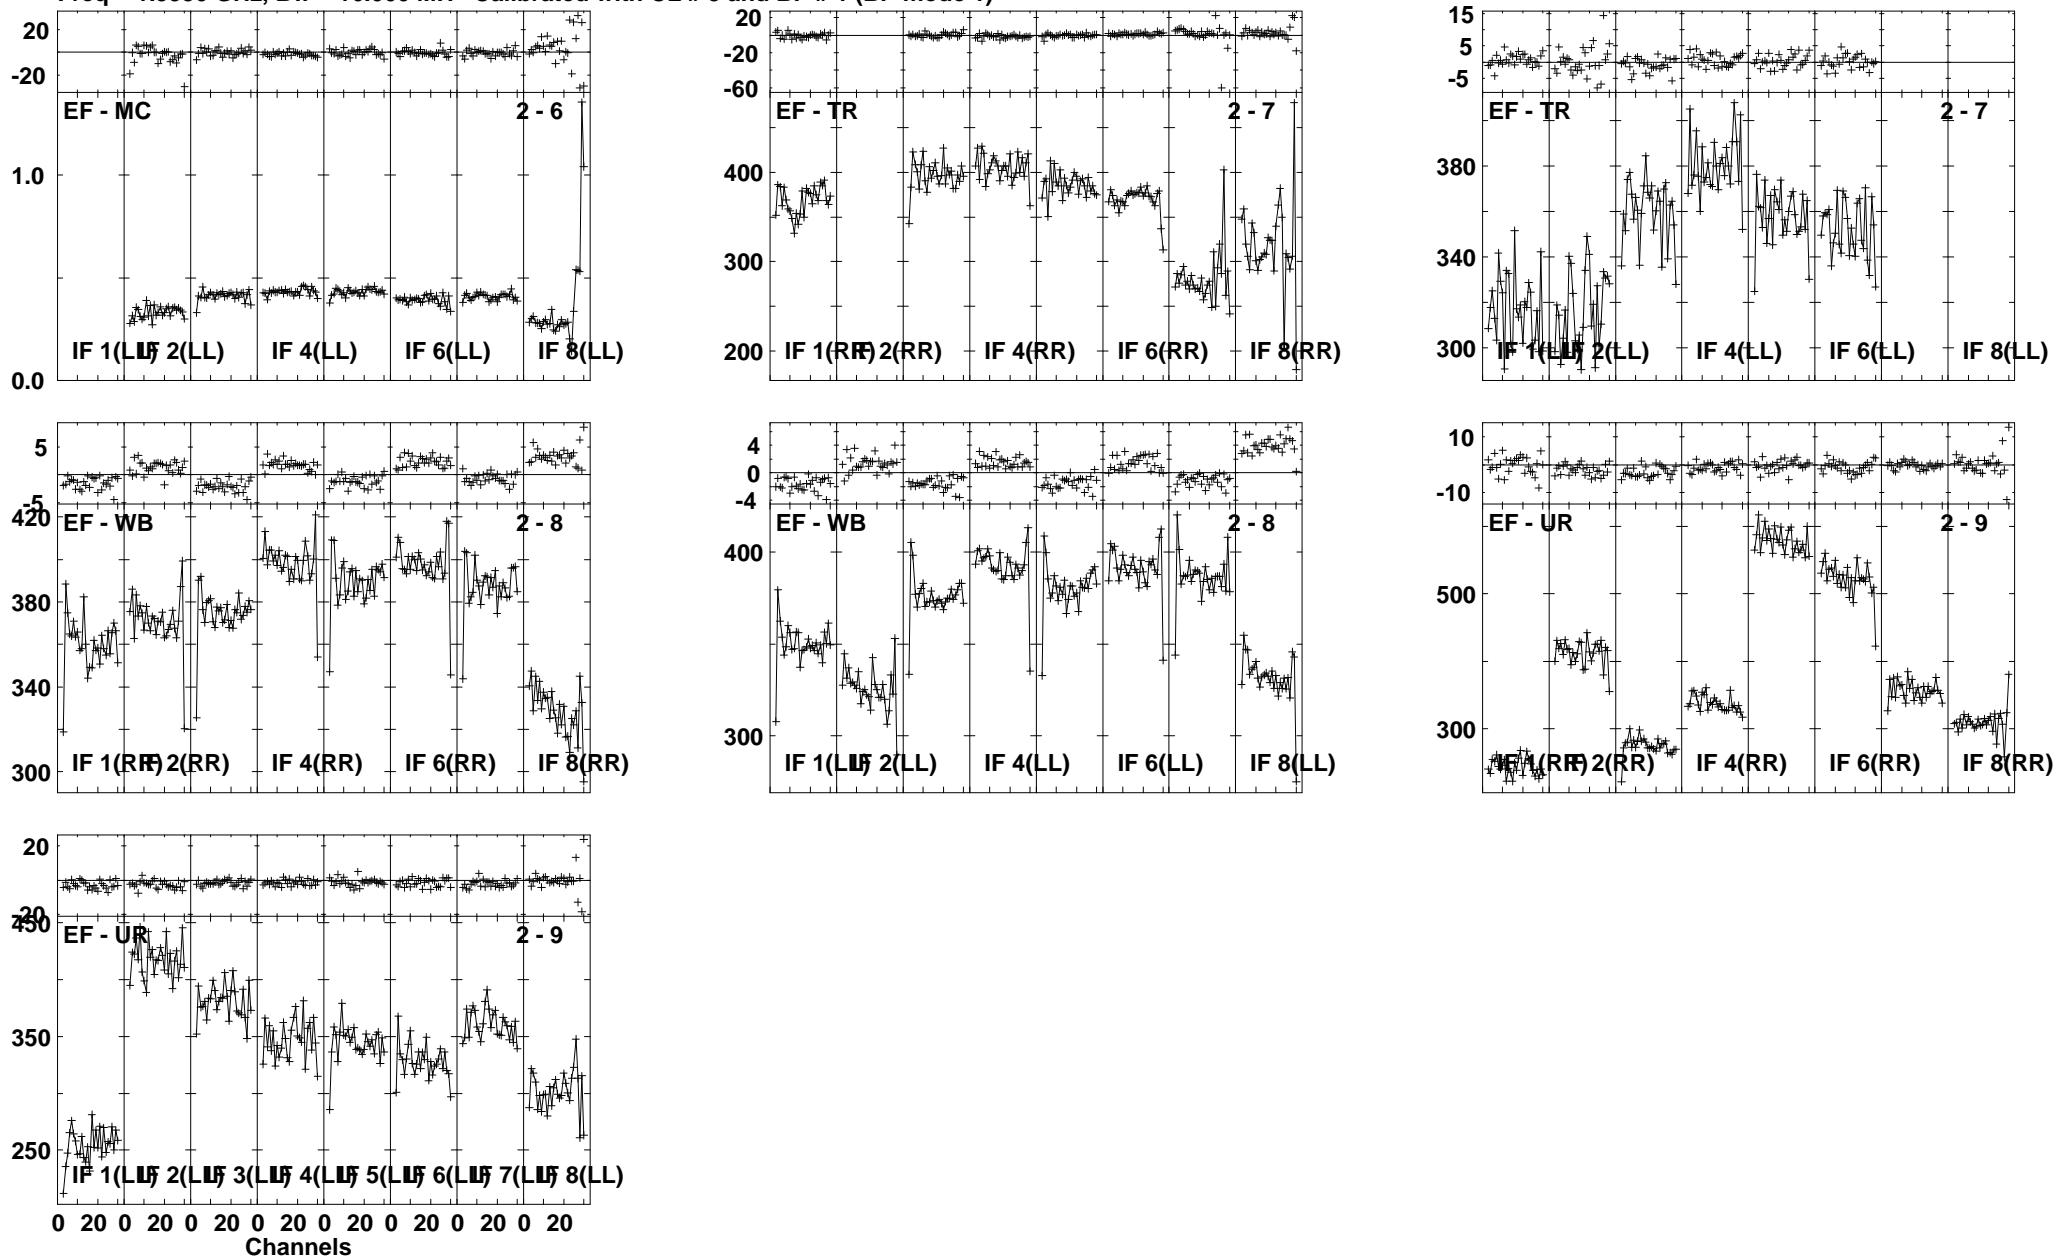 20 20 15
-20 -20 5
-60 -5
EF - MC 2 - 6 EF - TR 2 - 7 EF - TR 2 - 7
1.0 400 380
300 340
0.0 200 300
IF 1(LL) IF 2(LL) IF 4(LL) IF 6(LL) IF 8(LL) IF 1(RR) IF 2(RR) IF 4(RR) IF 6(RR) IF 8(RR) IF 1(LL) IF 2(LL) IF 4(LL) IF 6(LL) IF 8(LL)
5 4 10
-5 0 -10
-4
EF - WB 2 - 8 EF - WB 2 - 8 EF - UR 2 - 9
420 400 500
380
340
300 300 300
IF 1(RR) IF 2(RR) IF 4(RR) IF 6(RR) IF 8(RR) IF 1(LL) IF 2(LL) IF 4(LL) IF 6(LL) IF 8(LL) IF 1(RR) IF 2(RR) IF 4(RR) IF 6(RR) IF 8(RR)
20
-20
EF - UR 2 - 9
450
350
250
IF 1(LL) IF 2(LL) IF 3(LL) IF 4(LL) IF 5(LL) IF 6(LL) IF 7(LL) IF 8(LL)
0 20 0 20 0 20 0 20 0 20 0 20 0 20 0 20
Channels